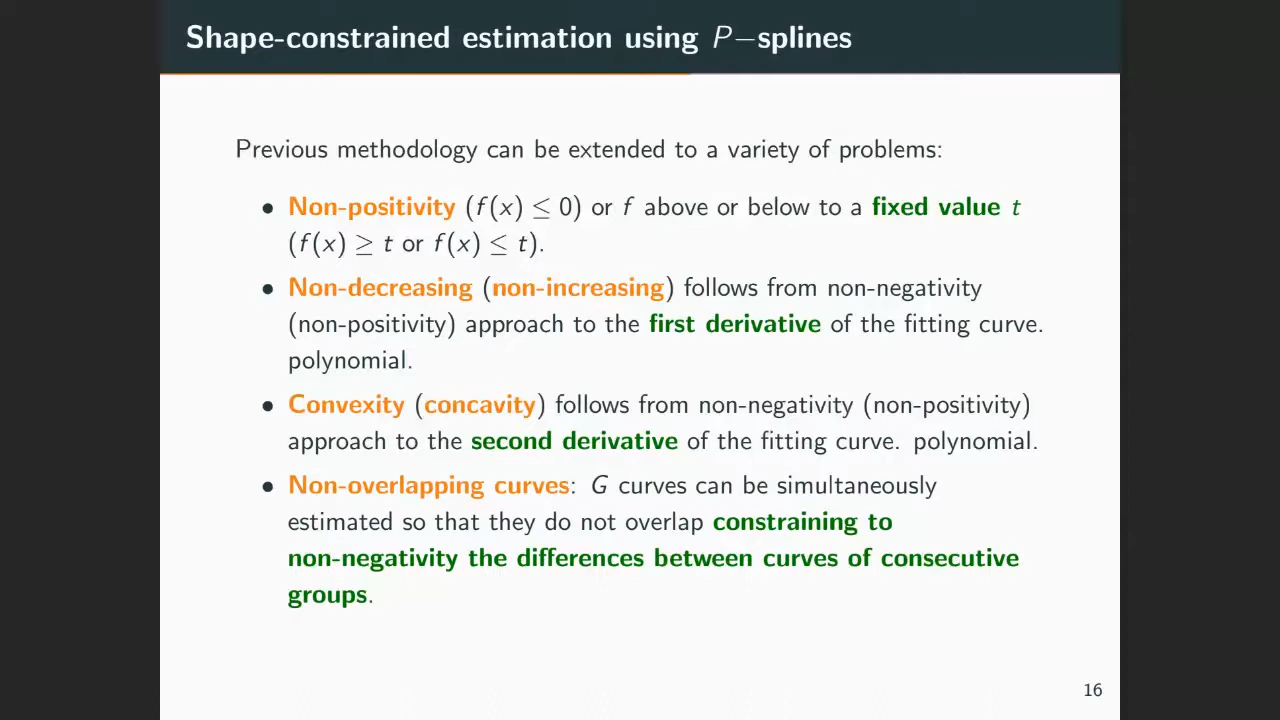 Shape-constrained estimation using P−splines
Previous methodology can be extended to a variety of problems:
• Non-positivity (f(x) ≤ 0) or f above or below to a fixed value t
(f(x) ≥ t or f(x) ≤ t).
• Non-decreasing (non-increasing) follows from non-negativity
(non-positivity) approach to the first derivative of the fitting curve.
polynomial.
• Convexity (concavity) follows from non-negativity (non-positivity)
approach to the second derivative of the fitting curve. polynomial.
• Non-overlapping curves: G curves can be simultaneously
estimated so that they do not overlap constraining to
non-negativity the differences between curves of consecutive
groups.
16